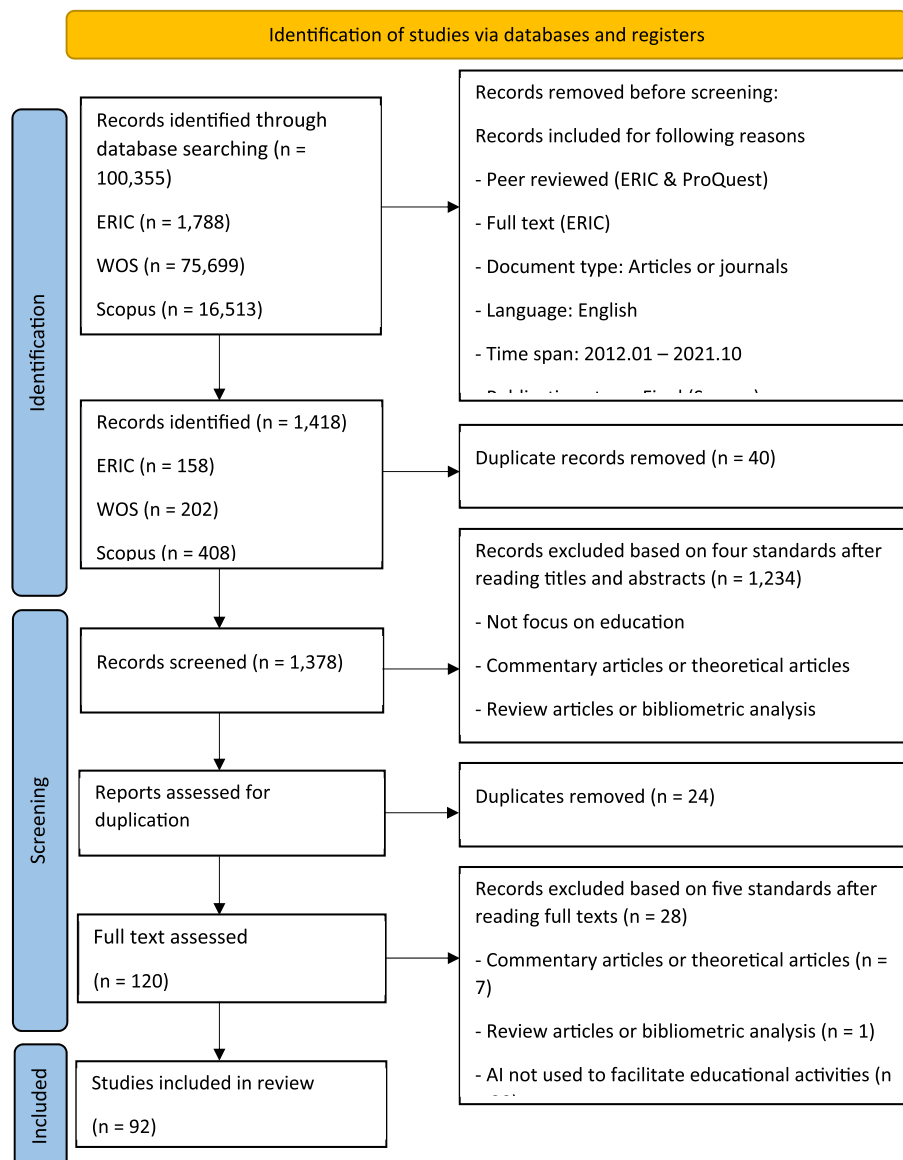 Identification of studies via databases and registers
Identification
Records identified through
database searching (n =
100,355)
ERIC (n = 1,788)
WOS (n = 75,699)
Scopus (n = 16,513)
Records removed before screening:
Records included for following reasons
- Peer reviewed (ERIC & ProQuest)
- Full text (ERIC)
- Document type: Articles or journals
- Language: English
- Time span: 2012.01 – 2021.10
Records identified (n = 1,418)
ERIC (n = 158)
WOS (n = 202)
Scopus (n = 408)
Duplicate records removed (n = 40)
Screening
Records screened (n = 1,378)
Records excluded based on four standards after
reading titles and abstracts (n = 1,234)
- Not focus on education
- Commentary articles or theoretical articles
- Review articles or bibliometric analysis
Reports assessed for
duplication
Duplicates removed (n = 24)
Full text assessed
(n = 120)
Records excluded based on five standards after
reading full texts (n = 28)
- Commentary articles or theoretical articles (n =
7)
- Review articles or bibliometric analysis (n = 1)
- AI not used to facilitate educational activities (n
Included
Studies included in review
(n = 92)